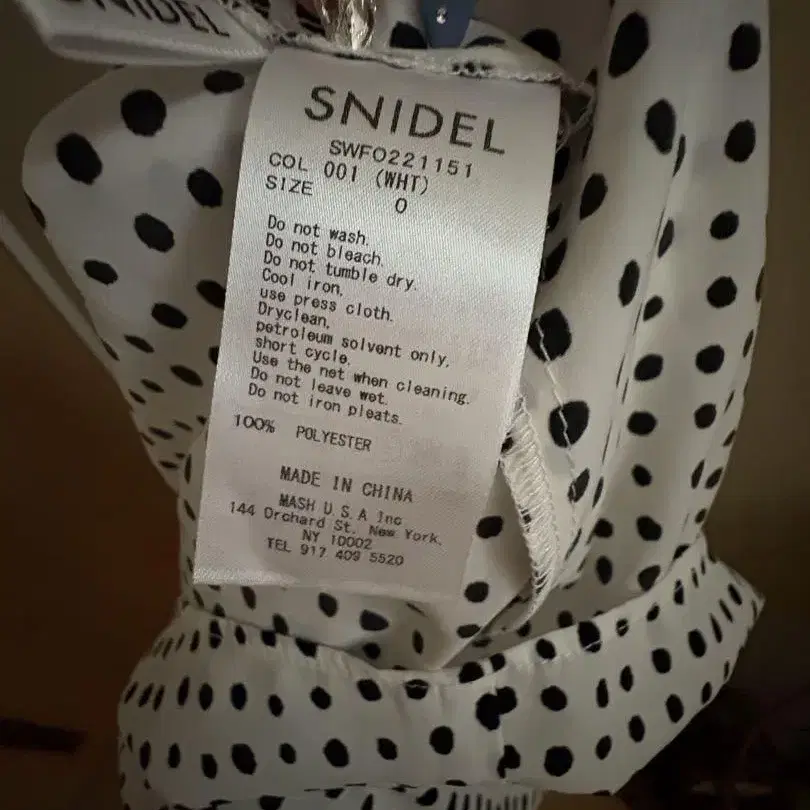 SNIDEL
SNIDEL
SWFO221151
COL 001 (WHT)
SIZE 0
Do not wash.
Do not bleach.
Do not tumble dry.
Cool iron,
use press cloth.
Dryclean,
petroleum solvent only,
short cycle.
Use the net when cleaning.
Do not leave wet.
Do not iron pleats.
100% POLYESTER
MADE IN CHINA
MASH U.S.A Inc
144 Orchard St. New York,
NY 10002
TEL 917 409 5520